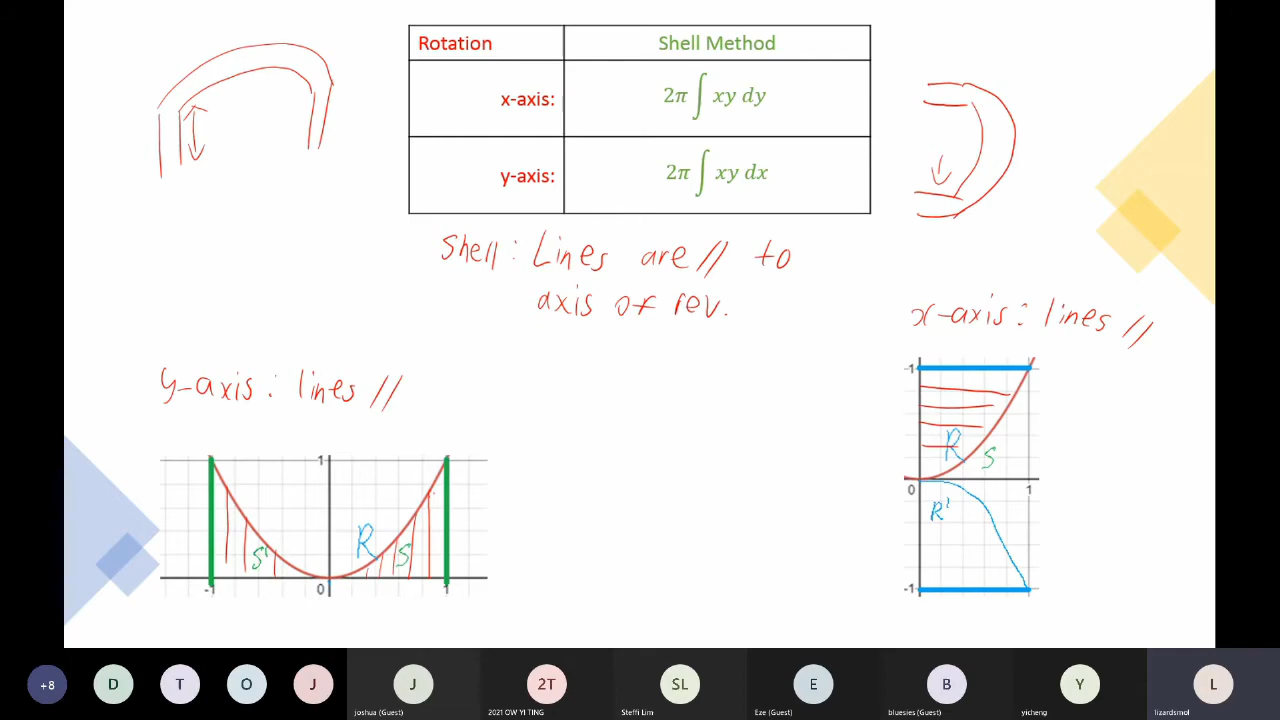 Rotation Shell Method
x-axis: 2π ∫ xy dy
y-axis: 2π ∫ xy dx
Shell: Lines are // to
axis of rev.
x-axis: lines //
y-axis: lines //
1
R
S
0
1
R'
-1
1
S'
R
S
-1
0
1
+8
D
T
O
J
J
2T
SL
E
B
Y
L
joshua (Guest)
2021 OW YI TING
Steffi Lim
Eze (Guest)
bluesies (Guest)
yicheng
lizardsmol